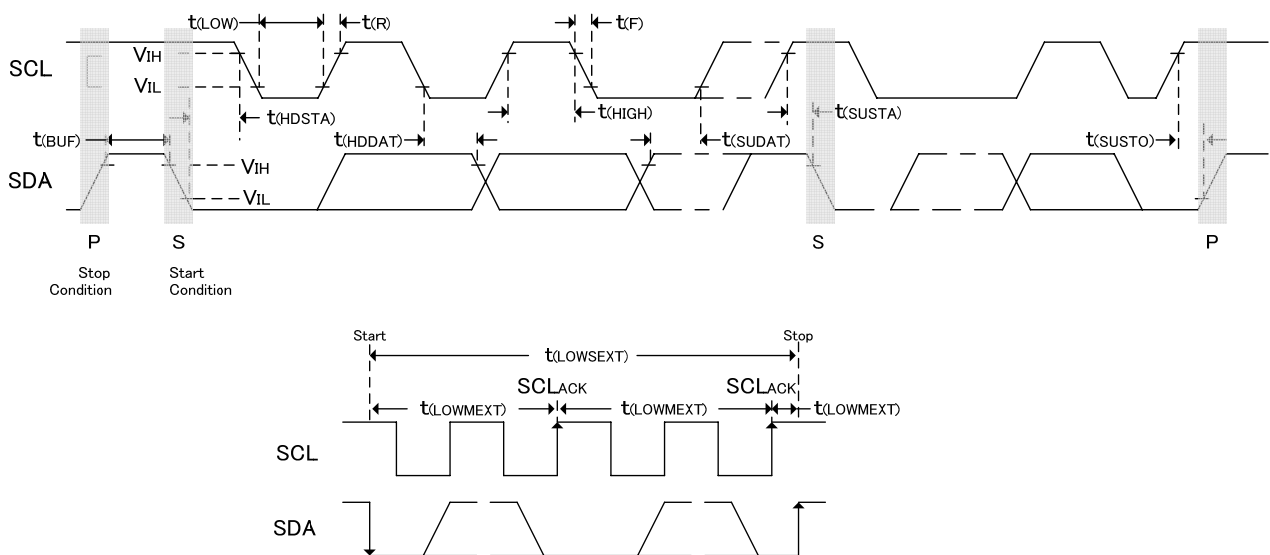 t(LOW) t(R) t(F)
SCL
VIH
VIL
t(HDSTA) t(HIGH) t(SUSTA)
t(BUF) t(HDDAT) t(SUDAT) t(SUSTO)
SDA
VIH
VIL
P S S P
Stop
Condition
Start
Condition
Start Stop
t(LOWSEXT)
SCLACK SCLACK
t(LOWMEXT) t(LOWMEXT) t(LOWMEXT)
SCL
SDA